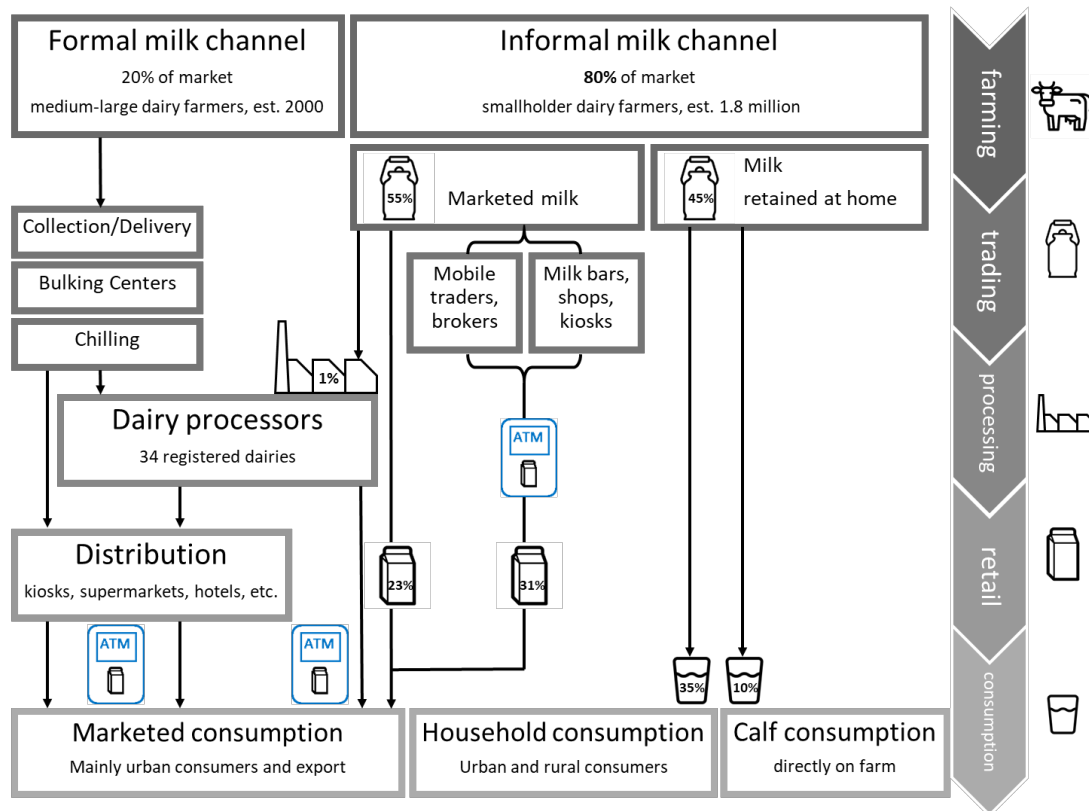 Formal milk channel
20% of market
medium-large dairy farmers, est. 2000
Informal milk channel
80% of market
smallholder dairy farmers, est. 1.8 million
55%
Marketed milk
45%
Milk
retained at home
Collection/Delivery
Bulking Centers
Chilling
Mobile
traders,
brokers
Milk bars,
shops,
kiosks
1%
Dairy processors
34 registered dairies
ATM
Distribution
kiosks, supermarkets, hotels, etc.
23%
31%
ATM
ATM
35%
10%
Marketed consumption
Mainly urban consumers and export
Household consumption
Urban and rural consumers
Calf consumption
directly on farm
farming
trading
processing
retail
consumption